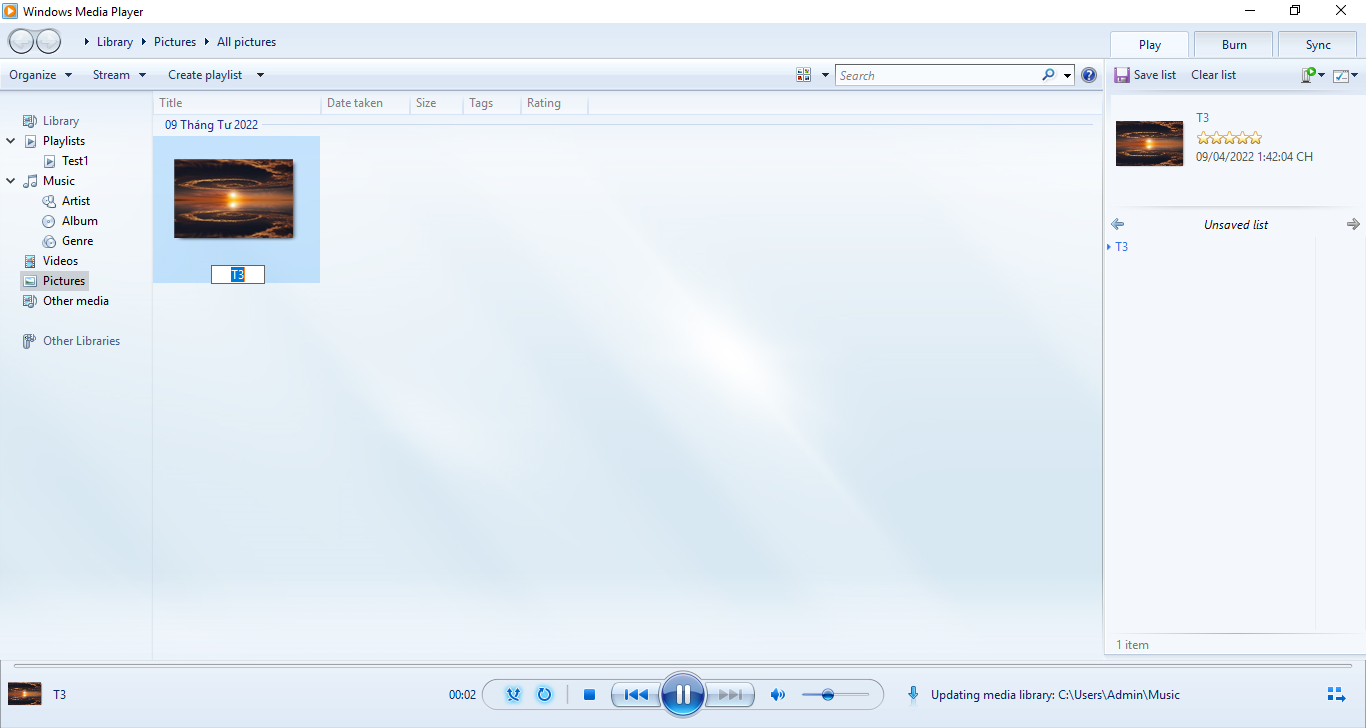 Windows Media Player
Library Pictures All pictures
Play Burn Sync
Organize Stream Create playlist Search
Save list Clear list
Title Date taken Size Tags Rating
09 Tháng Tư 2022
T3
Library
Playlists
Test1
Music
Artist
Album
Genre
Videos
Pictures
Other media
Other Libraries
T3
09/04/2022 1:42:04 CH
Unsaved list
T3
1 item
T3
00:02
Updating media library: C:\Users\Admin\Music